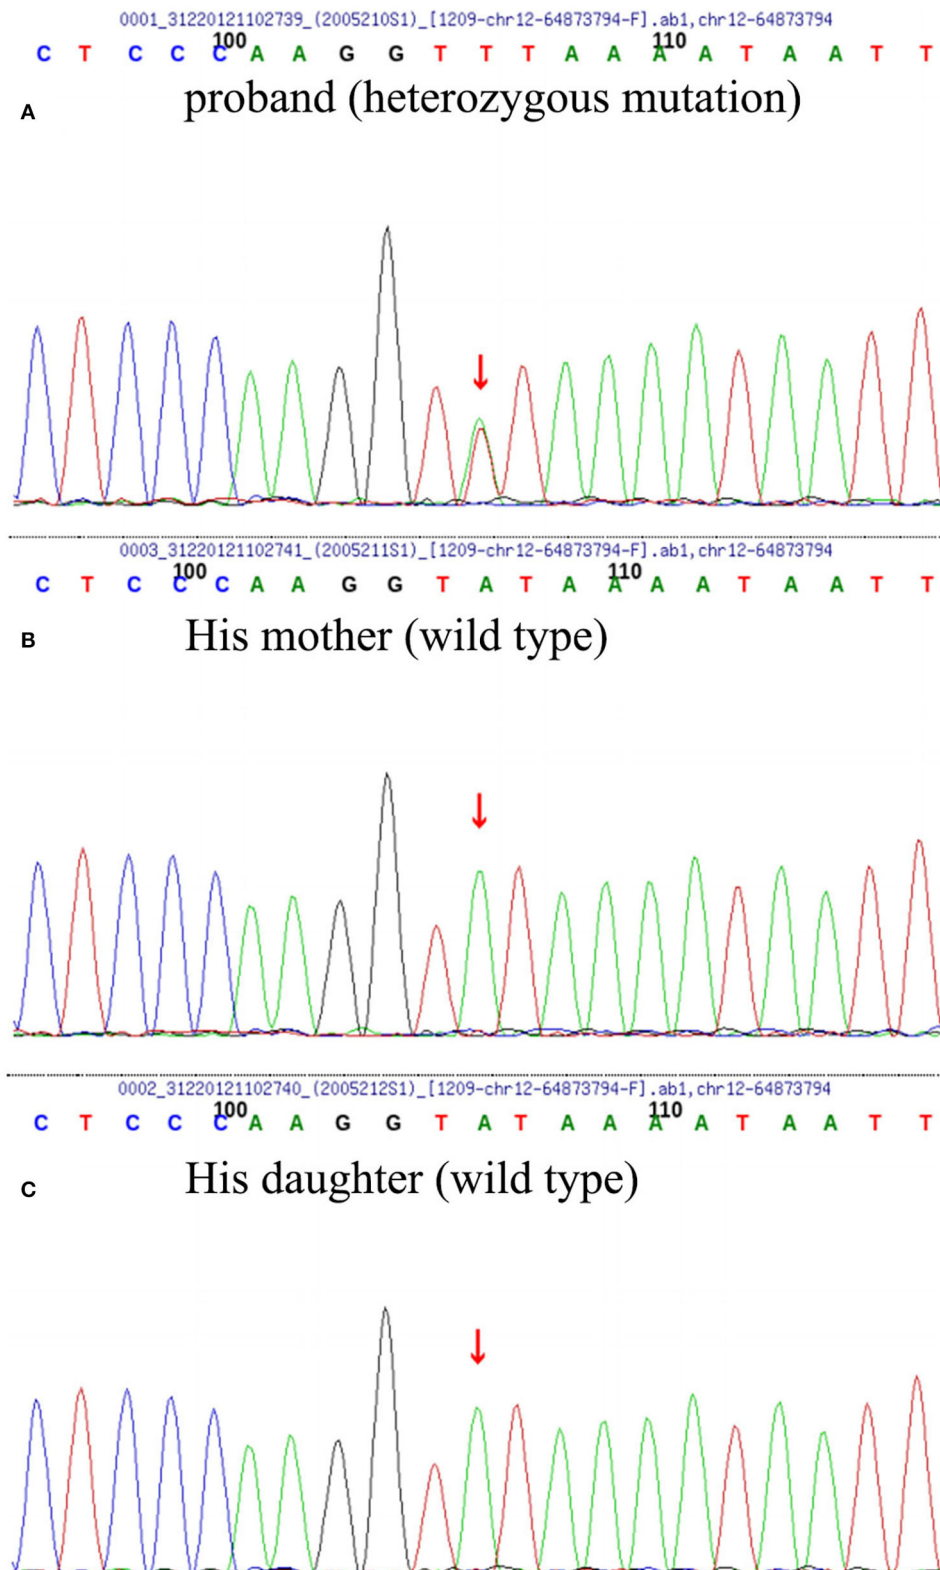 0001_31220121102739_(2005210S1)_[1209-chr12-64873794-F].ab1,chr12-64873794
100 110
C T C C C A A G G T T T A A A A T A A T T
A proband (heterozygous mutation)
0003_31220121102741_(2005211S1)_[1209-chr12-64873794-F].ab1,chr12-64873794
100 110
C T C C C A A G G T A T A A A A T A A T T
B His mother (wild type)
0002_31220121102740_(2005212S1)_[1209-chr12-64873794-F].ab1,chr12-64873794
100 110
C T C C C A A G G T A T A A A A T A A T T
C His daughter (wild type)